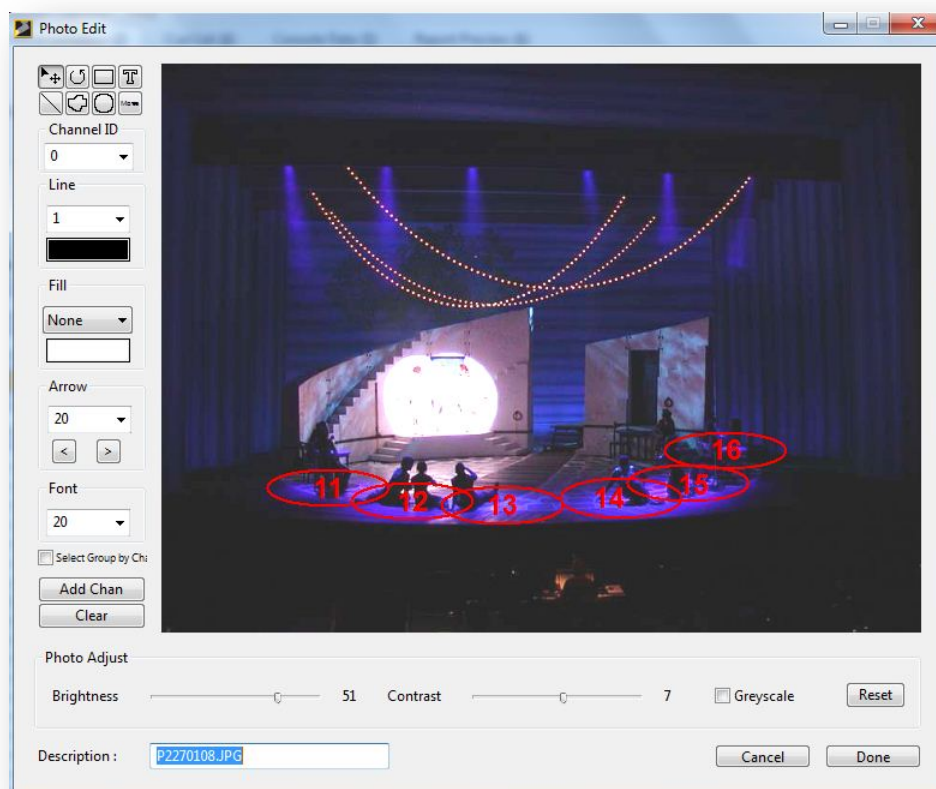 Photo Edit
T
More
Channel ID
0
Line
1
Fill
None
Arrow
20
< >
Font
20
Select Group by Cha
Add Chan
Clear
11 12 13 14 15 16
Photo Adjust
Brightness 51 Contrast 7 Greyscale Reset
Description : P2270108.JPG Cancel Done